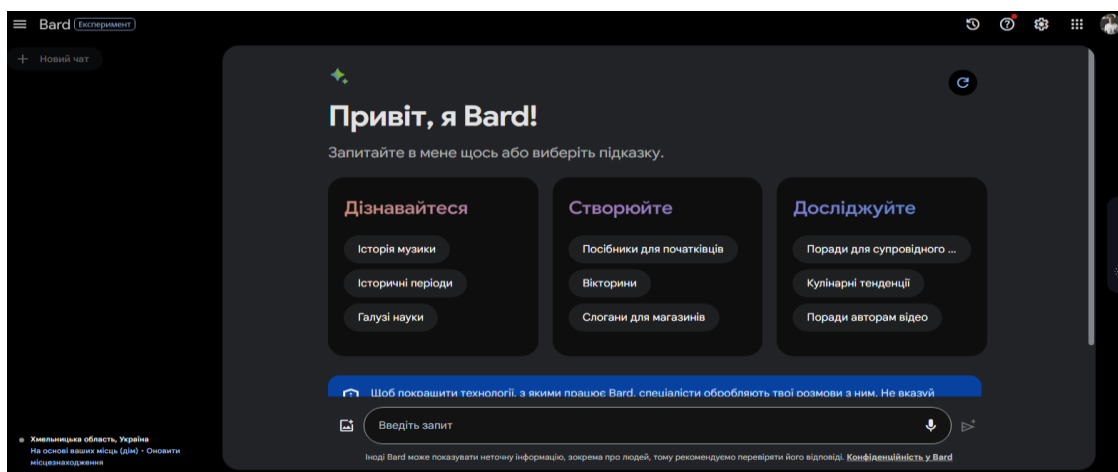 Bard Експеримент
Новий чат
Привіт, я Bard!
Запитайте в мене щось або виберіть підказку.
Дізнавайтеся
Історія музики
Історичні періоди
Галузі науки
Створюйте
Посібники для початківців
Вікторини
Слогани для магазинів
Досліджуйте
Поради для супровідного ...
Кулінарні тенденції
Поради авторам відео
Щоб покращити технології, з якими працює Bard, спеціалісти обробляють твої розмови з ним. Не вказуй
Введіть запит
Іноді Bard може показувати неточну інформацію, зокрема про людей, тому рекомендуємо перевіряти його відповіді. Конфіденційність у Bard
Хмельницька область, Україна
На основі ваших місць (дім) • Оновити
місцезнаходження